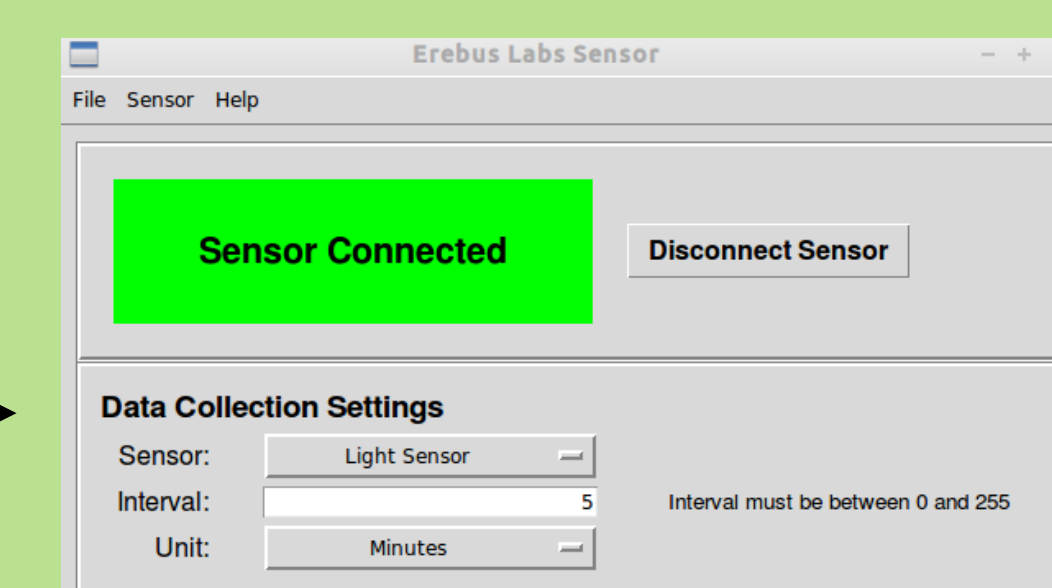 Erebus Labs Sensor
File Sensor Help
Sensor Connected
Disconnect Sensor
Data Collection Settings
Sensor: Light Sensor
Interval: 5 Interval must be between 0 and 255
Unit: Minutes